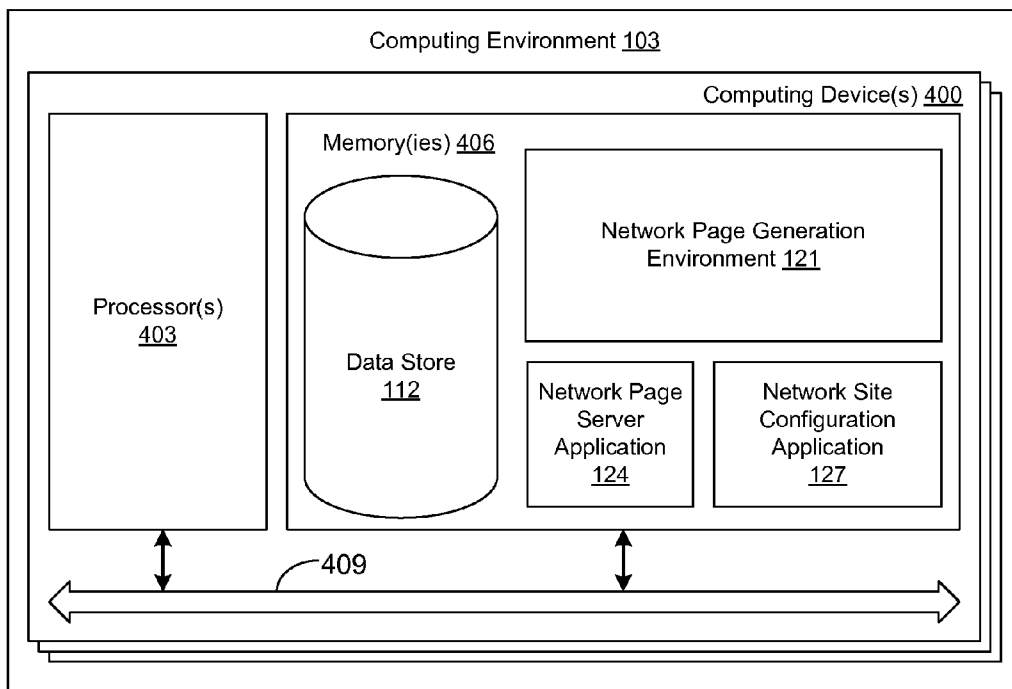 Computing Environment 103
Computing Device(s) 400
Memory(ies) 406
Processor(s)
403
Data Store
112
Network Page Generation
Environment 121
Network Page
Server
Application
124
Network Site
Configuration
Application
127
409